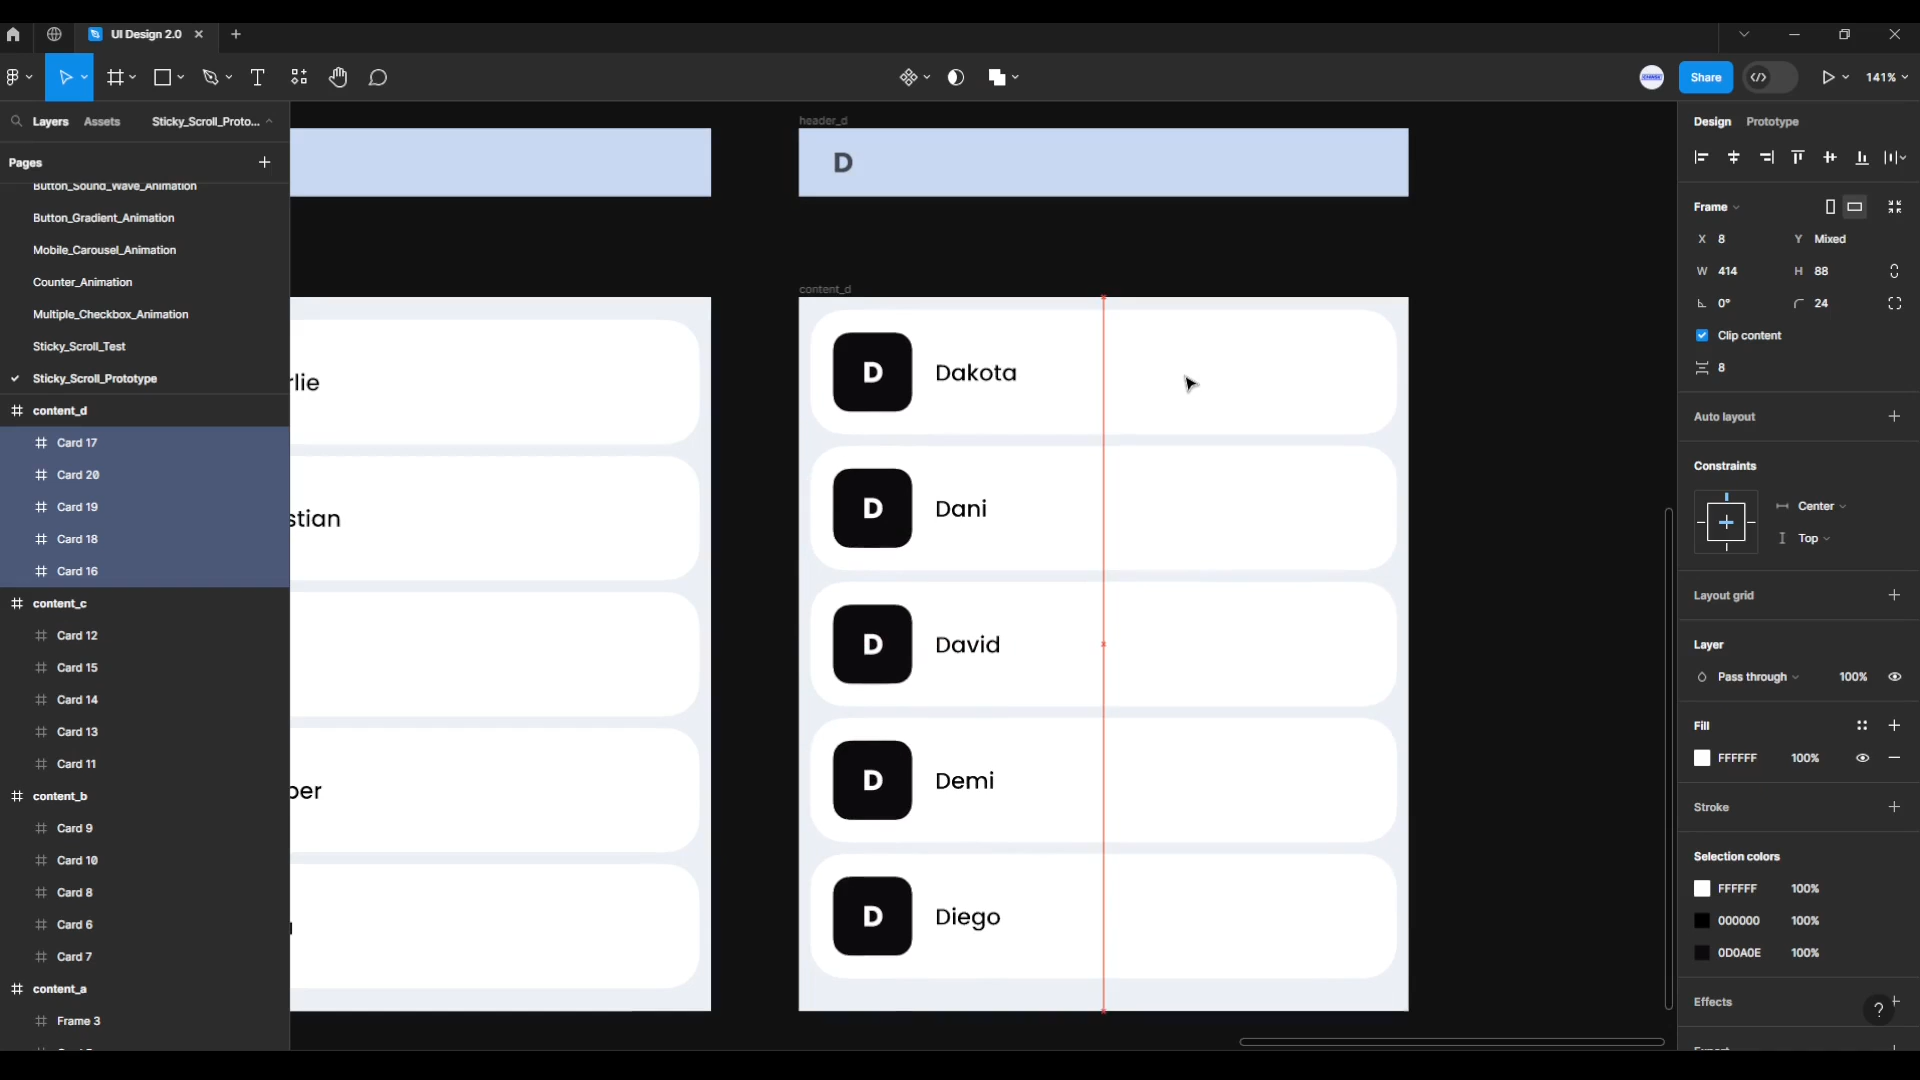 UI Design 2.0
Share
141%
Layers
Assets
Sticky_Scroll_Proto...
Pages
Button_Sound_Wave_Animation
Button_Gradient_Animation
Mobile_Carousel_Animation
Counter_Animation
Multiple_Checkbox_Animation
Sticky_Scroll_Test
Sticky_Scroll_Prototype
content_d
Card 17
Card 20
Card 19
Card 18
Card 16
content_c
Card 12
Card 15
Card 14
Card 13
Card 11
content_b
Card 9
Card 10
Card 8
Card 6
Card 7
content_a
Frame 3
rlie
stian
ber
header_d
D
content_d
D Dakota
D Dani
D David
D Demi
D Diego
Design
Prototype
Frame
X 8 Y Mixed
W 414 H 88
0° 24
Clip content
8
Auto layout
Constraints
Center
Top
Layout grid
Layer
Pass through 100%
Fill
FFFFFF 100%
Stroke
Selection colors
FFFFFF 100%
000000 100%
0D0A0E 100%
Effects
?